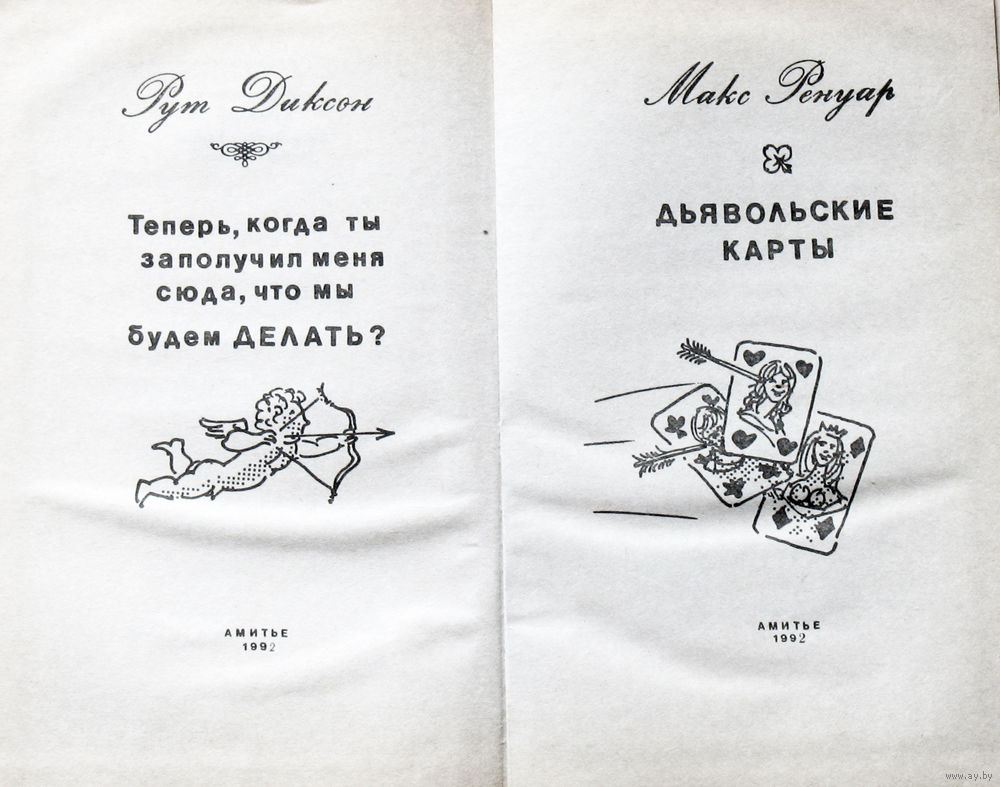 Рут Диксон
Теперь, когда ты
заполучил меня
сюда, что мы
будем ДЕЛАТЬ?
АМИТЬЕ
1992
Макс Ренуар
ДЬЯВОЛЬСКИЕ
КАРТЫ
АМИТЬЕ
1992
www.ay.by